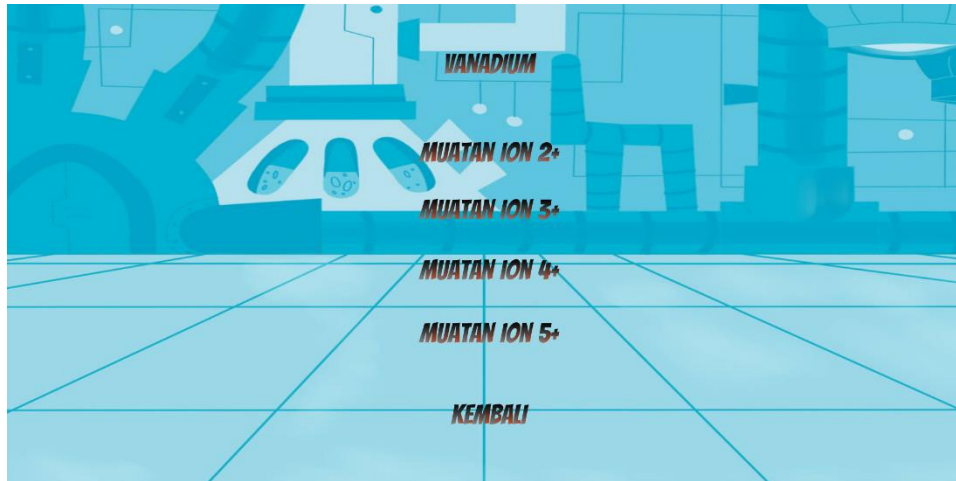 VANADIUM
MUATAN ION 2+
MUATAN ION 3+
MUATAN ION 4+
MUATAN ION 5+
KEMBALI